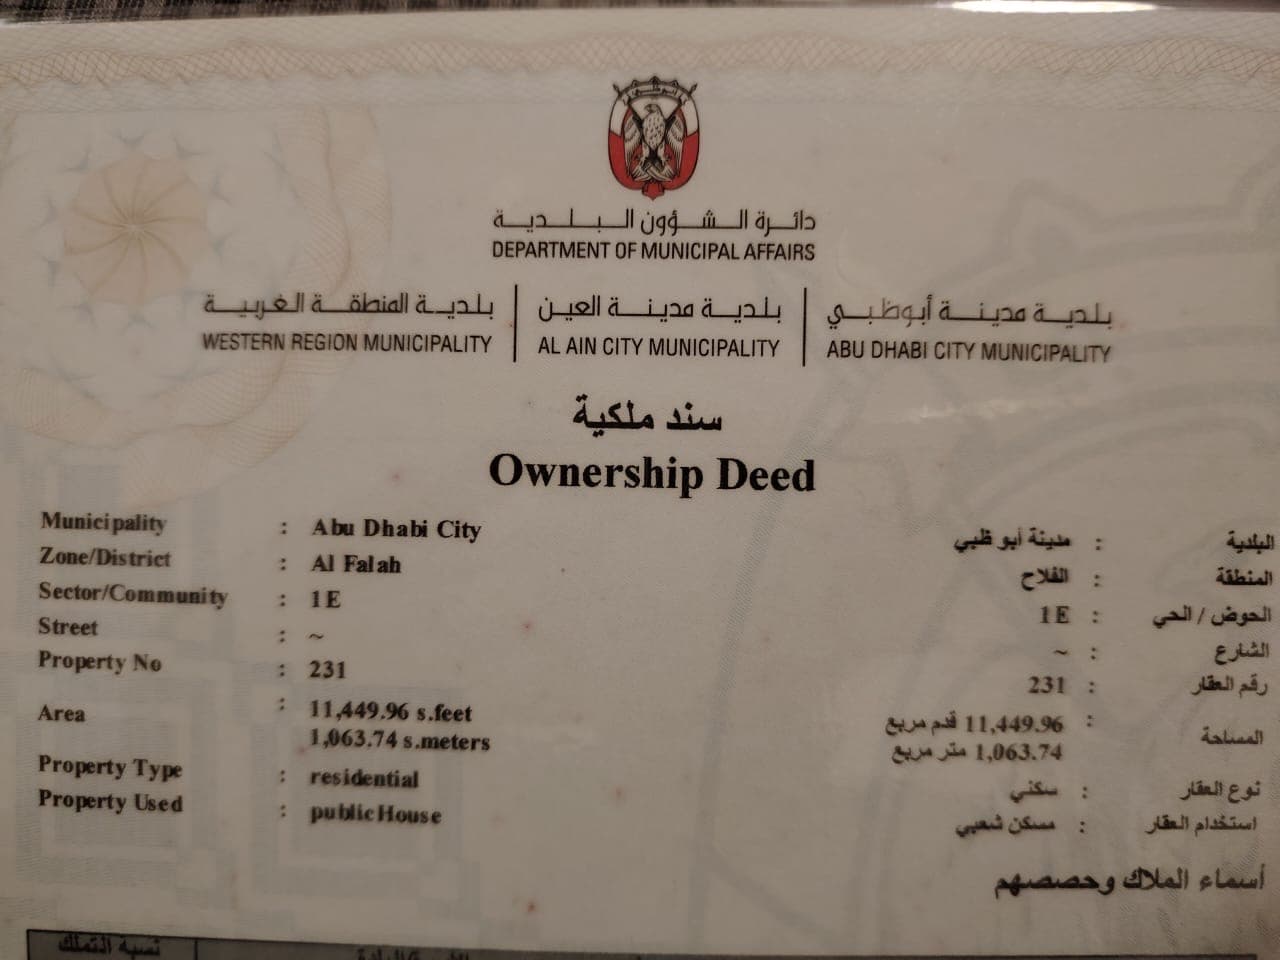 دائرة الشؤون البلدية
DEPARTMENT OF MUNICIPAL AFFAIRS
بلدية المنطقة الغربية | بلدية مدينة العين | بلدية مدينة أبوظبي
WESTERN REGION MUNICIPALITY | AL AIN CITY MUNICIPALITY | ABU DHABI CITY MUNICIPALITY
سند ملكية
Ownership Deed
Municipality : Abu Dhabi City
Zone/District : Al Falah
Sector/Community : 1E
Street : ~
Property No : 231
Area : 11,449.96 s.feet
1,063.74 s.meters
Property Type : residential
Property Used : publicHouse
البلدية : مدينة أبو ظبي
المنطقة : الفلاح
الحوض / الحي : 1E
الشارع : ~
رقم العقار : 231
المساحة : 11,449.96 قدم مربع
1,063.74 متر مربع
نوع العقار : سكني
استخدام العقار : مسكن شعبي
أسماء الملاك وحصصهم
نسبة التملك